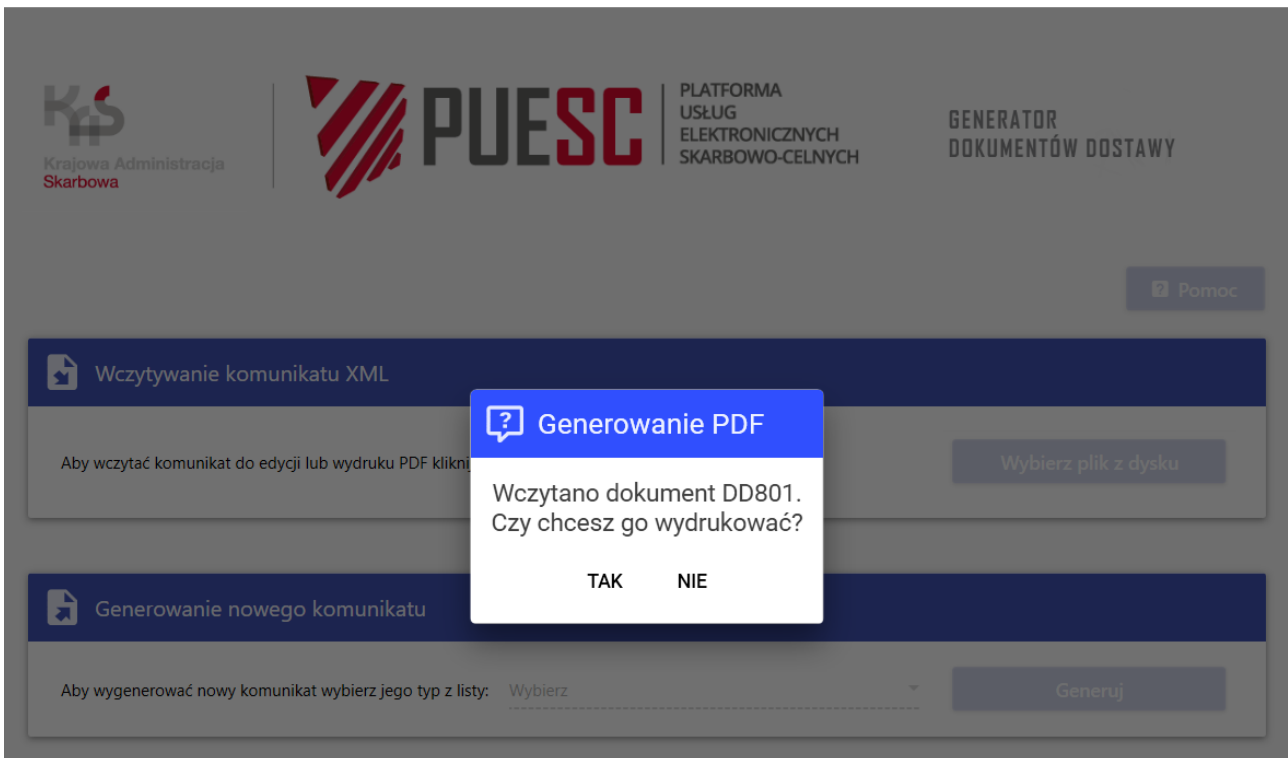 KAS
Krajowa Administracja
Skarbowa
PUESC
PLATFORMA
USŁUG
ELEKTRONICZNYCH
SKARBOWO-CELNYCH
GENERATOR
DOKUMENTÓW DOSTAWY
Pomoc
Wczytywanie komunikatu XML
Aby wczytać komunikat do edycji lub wydruku PDF klikni
Wybierz plik z dysku
Generowanie PDF
Wczytano dokument DD801.
Czy chcesz go wydrukować?
TAK NIE
Generowanie nowego komunikatu
Aby wygenerować nowy komunikat wybierz jego typ z listy: Wybierz
Generuj